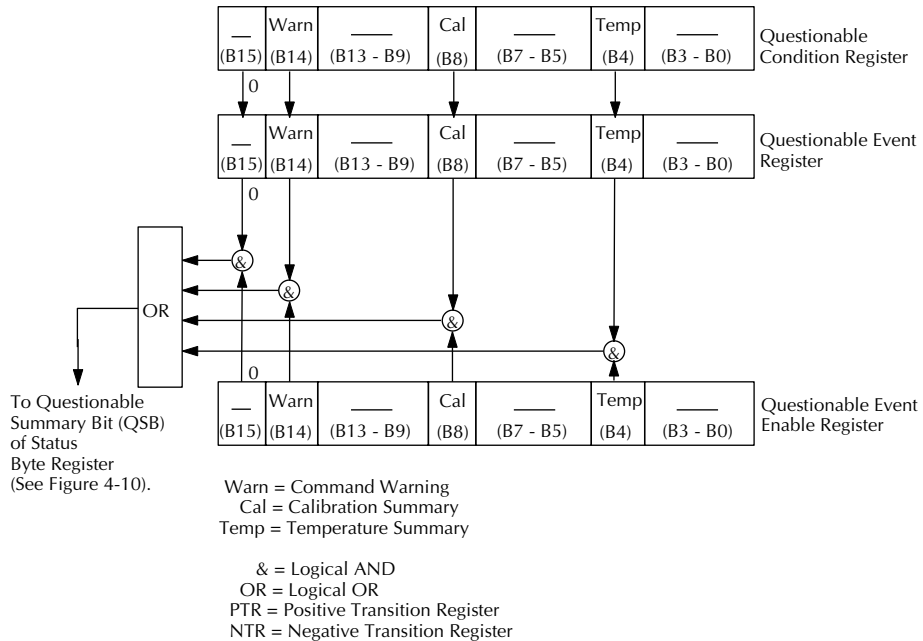 — Warn — Cal — Temp —
(B15) (B14) (B13 - B9) (B8) (B7 - B5) (B4) (B3 - B0)
Questionable
Condition Register
0
— Warn — Cal — Temp —
(B15) (B14) (B13 - B9) (B8) (B7 - B5) (B4) (B3 - B0)
Questionable Event
Register
0
&
&
OR
&
&
0
— Warn — Cal — Temp —
(B15) (B14) (B13 - B9) (B8) (B7 - B5) (B4) (B3 - B0)
Questionable Event
Enable Register
To Questionable
Summary Bit (QSB)
of Status
Byte Register
(See Figure 4-10).
Warn = Command Warning
Cal = Calibration Summary
Temp = Temperature Summary
& = Logical AND
OR = Logical OR
PTR = Positive Transition Register
NTR = Negative Transition Register